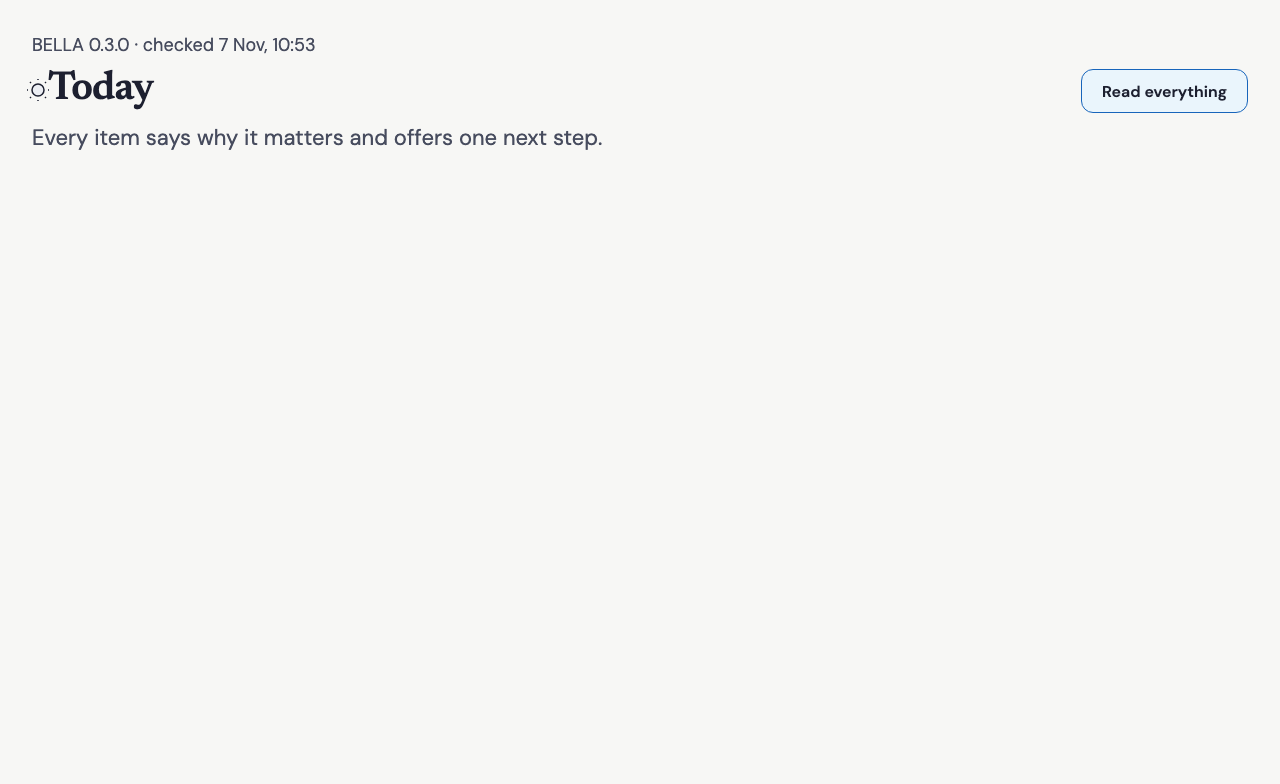 BELLA 0.3.0 · checked 7 Nov, 10:53
Today
Read everything
Every item says why it matters and offers one next step.